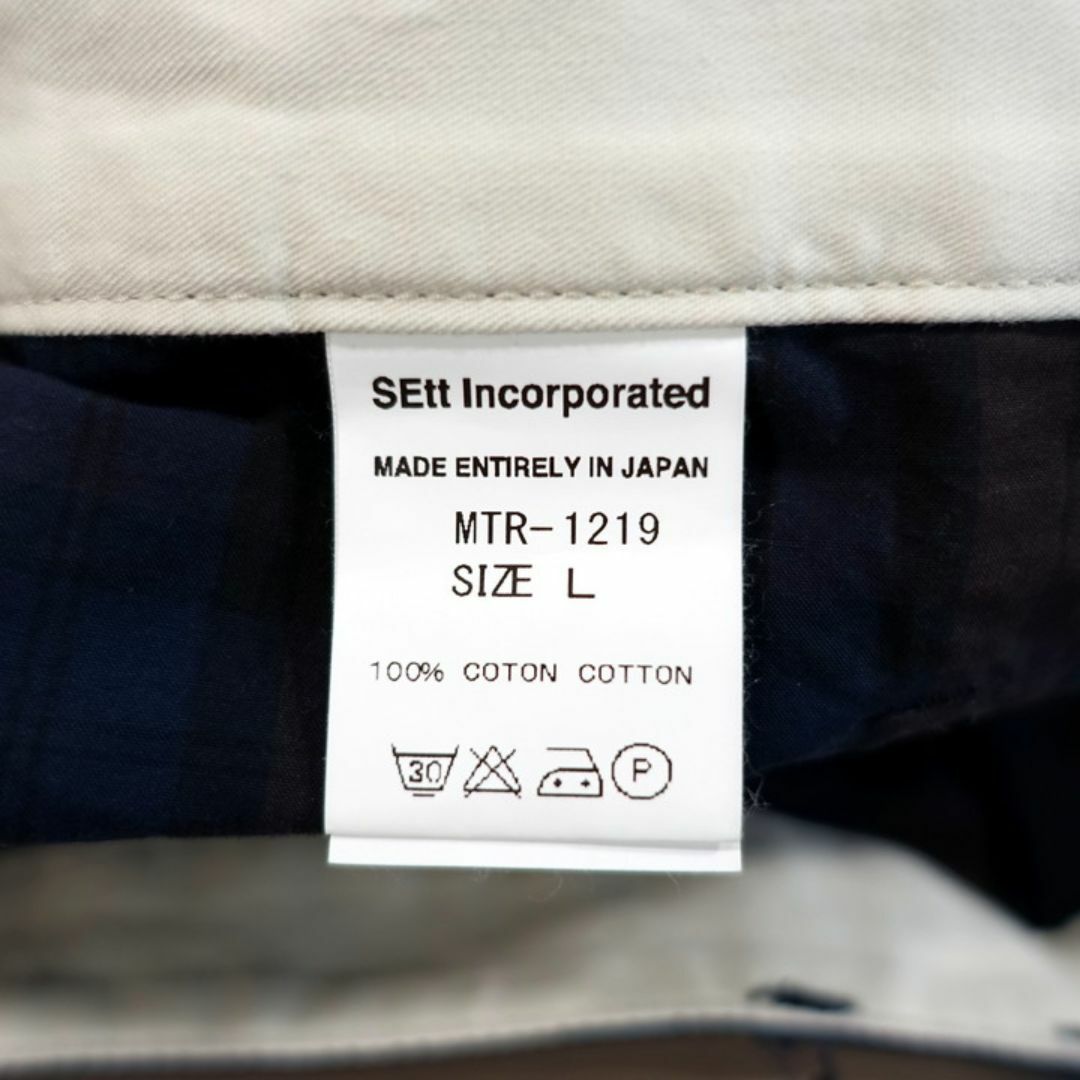 SEtt Incorporated
MADE ENTIRELY IN JAPAN
MTR-1219
SIZE L
100% COTON COTTON
30 P